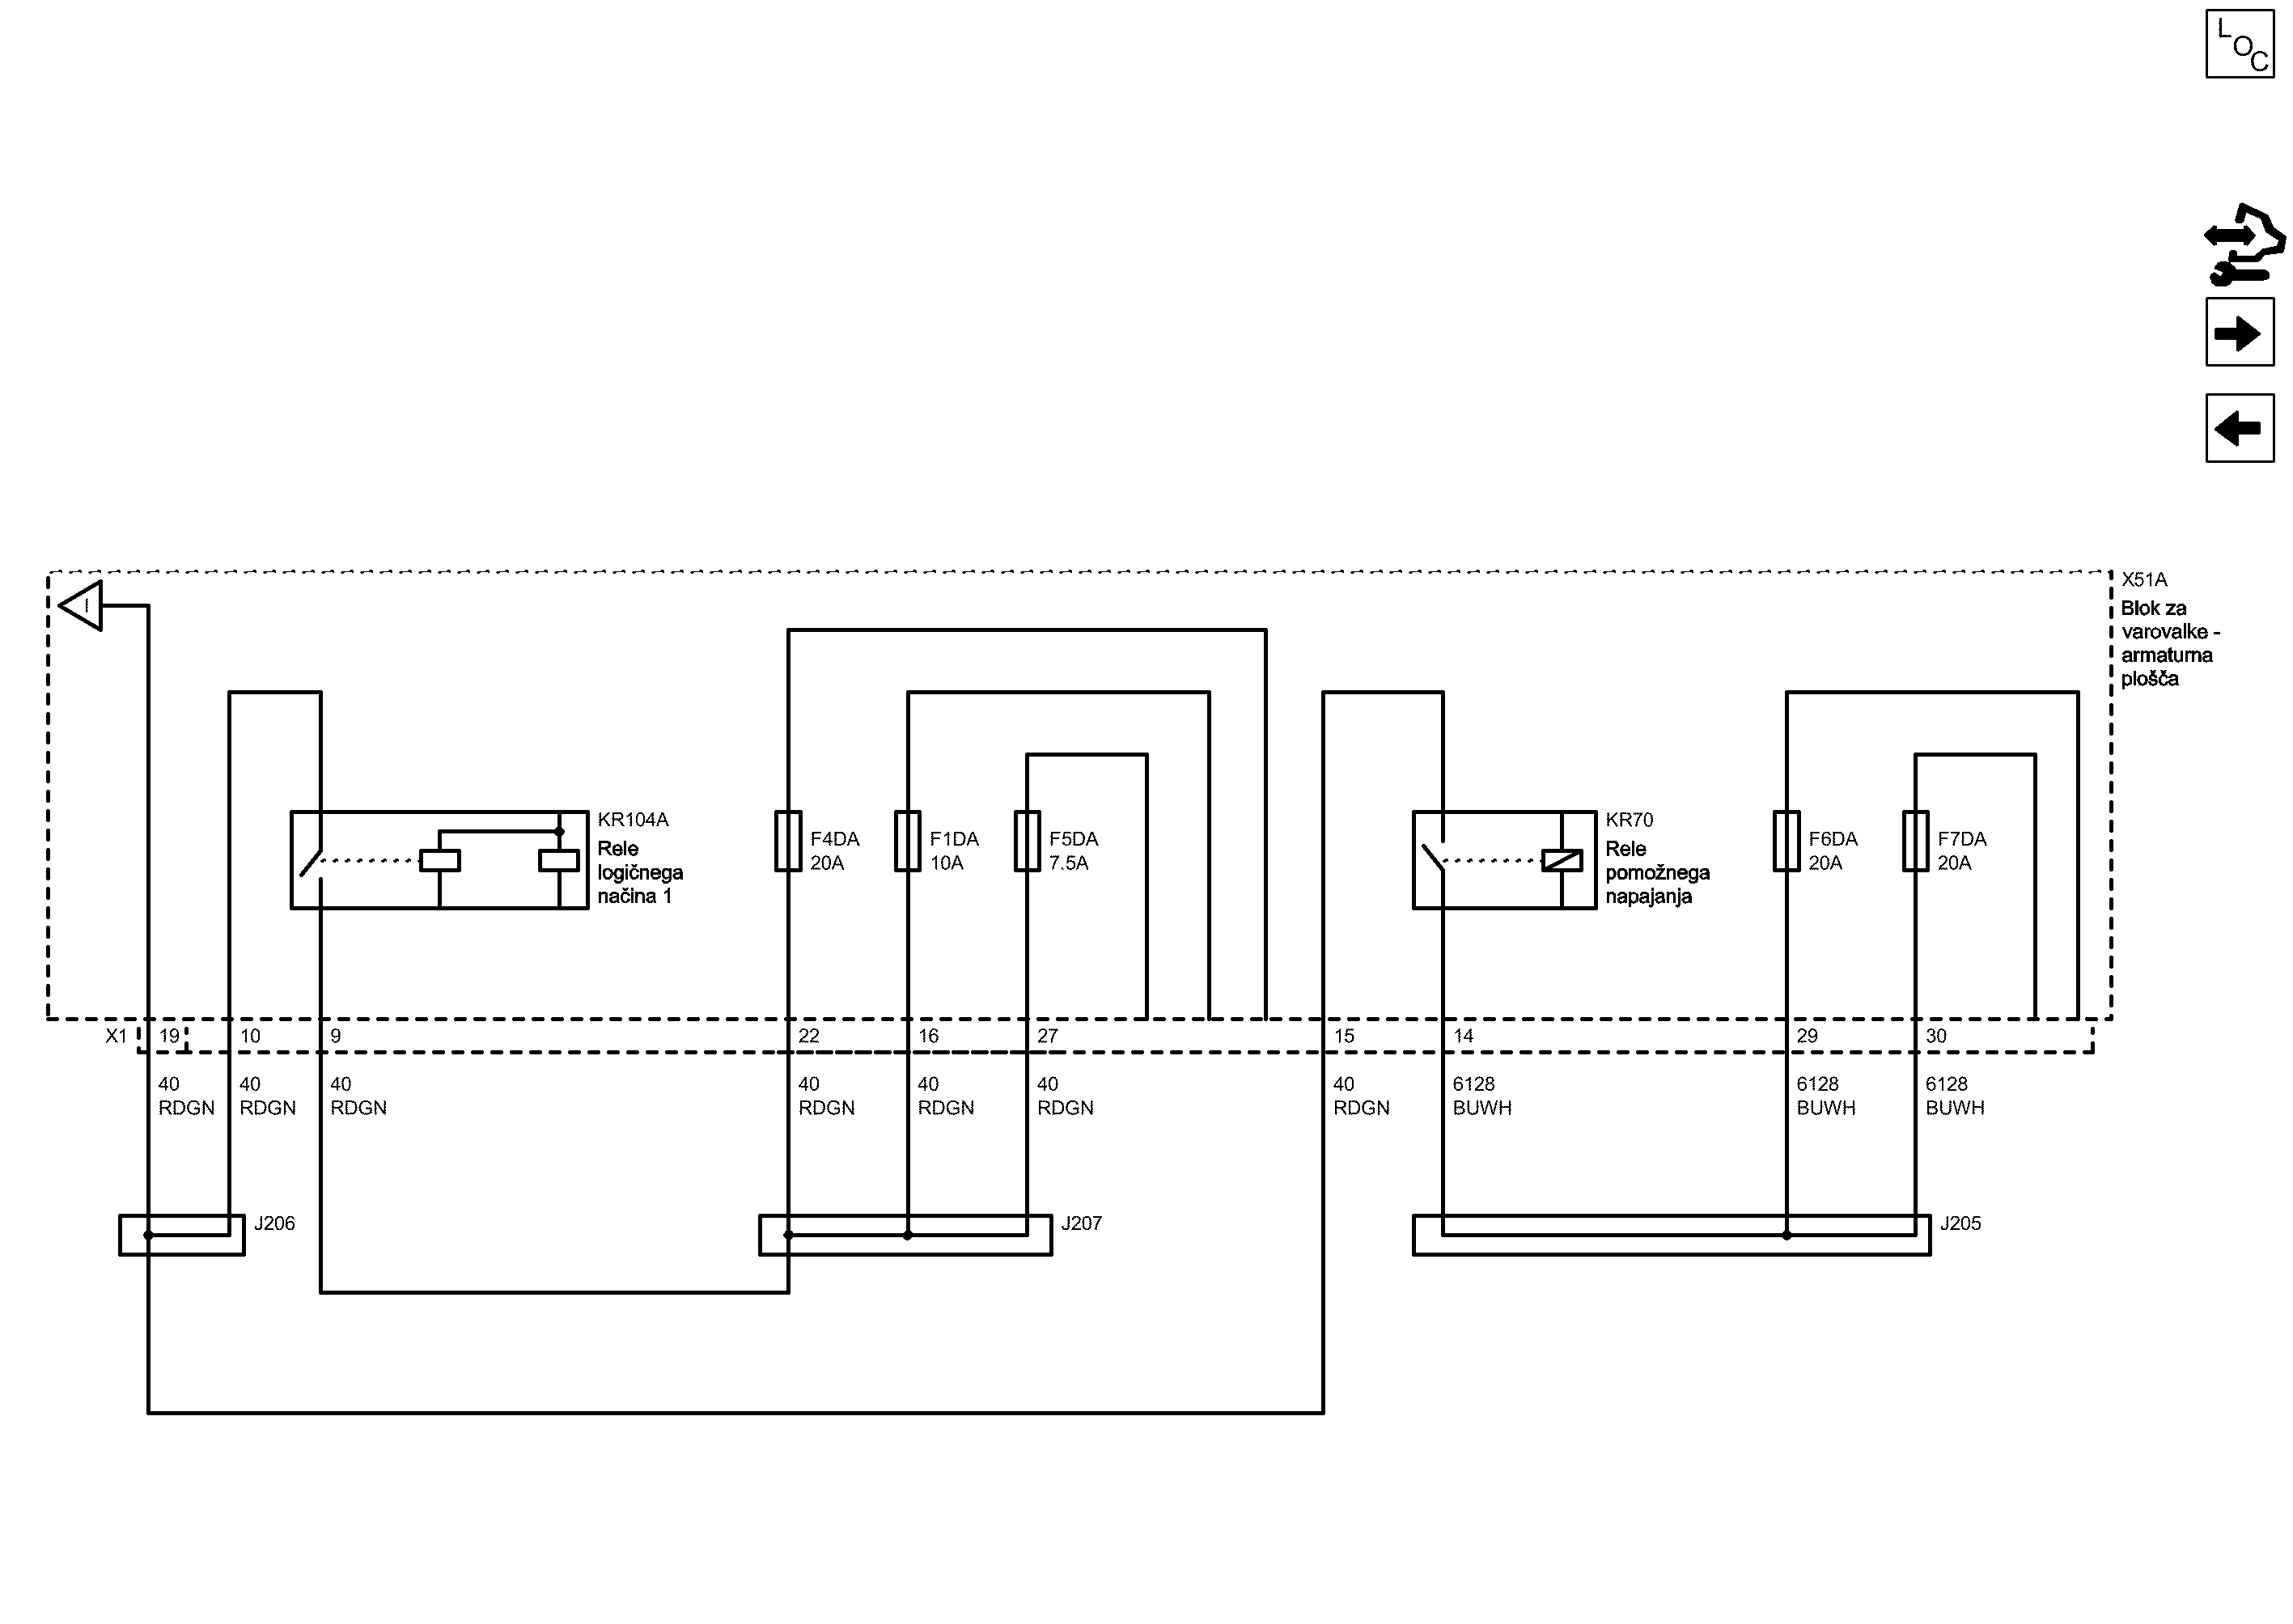 LOC
X51A
Blok za
varovalke -
armaturna
plošča
I
KR104A
Rele
logičnega
načina 1
F4DA
20A
F1DA
10A
F5DA
7.5A
KR70
Rele
pomožnega
napajanja
F6DA
20A
F7DA
20A
X1 19 10 9 22 16 27 15 14 29 30
40 40 40 40 40 40 40 6128 6128 6128
RDGN RDGN RDGN RDGN RDGN RDGN RDGN BUWH BUWH BUWH
J206 J207 J205